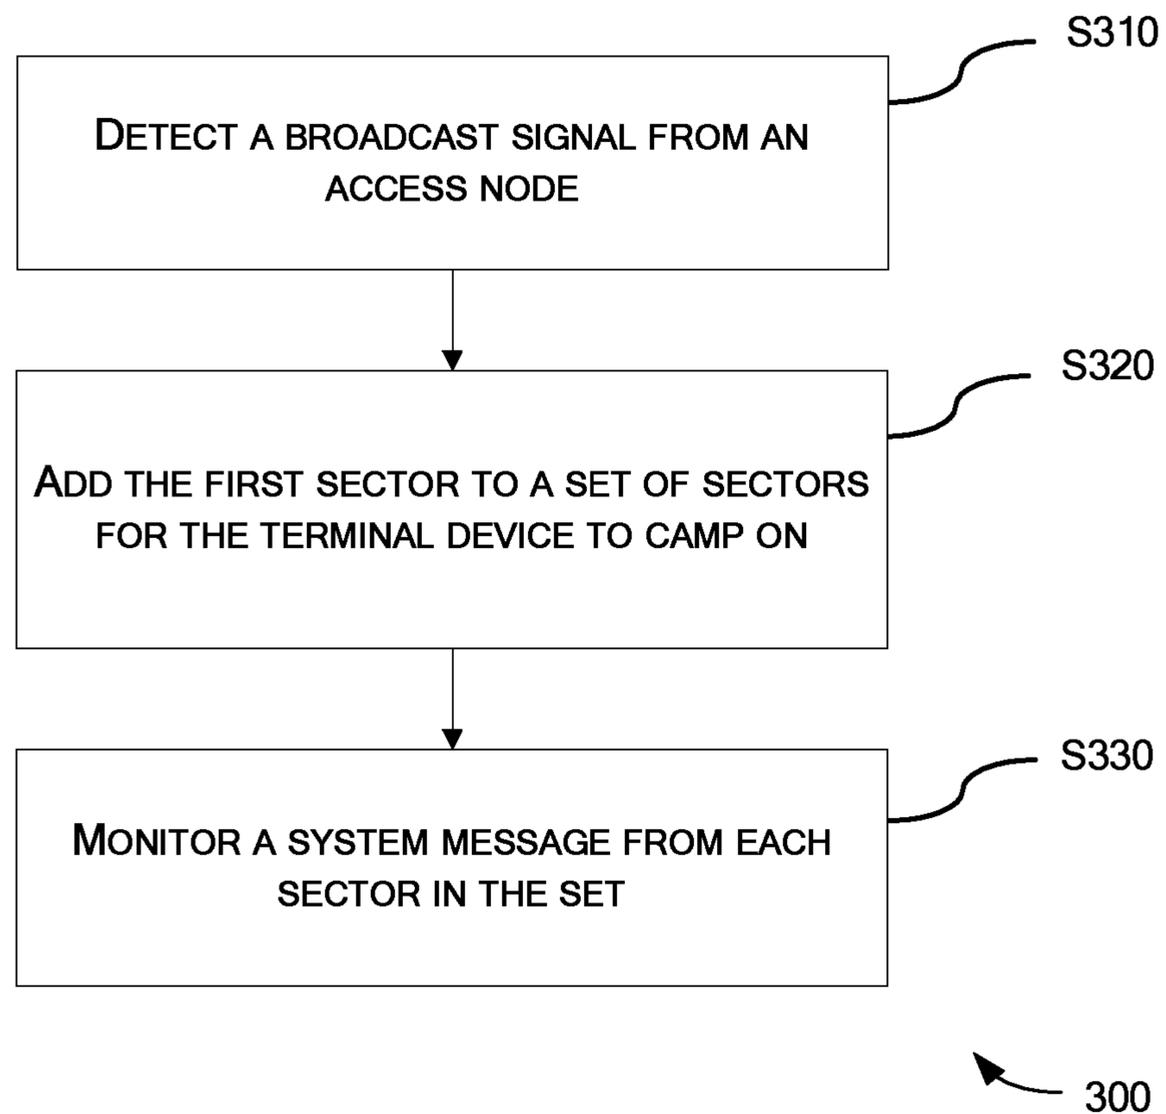 S310
DETECT A BROADCAST SIGNAL FROM AN
ACCESS NODE
S320
ADD THE FIRST SECTOR TO A SET OF SECTORS
FOR THE TERMINAL DEVICE TO CAMP ON
S330
MONITOR A SYSTEM MESSAGE FROM EACH
SECTOR IN THE SET
300